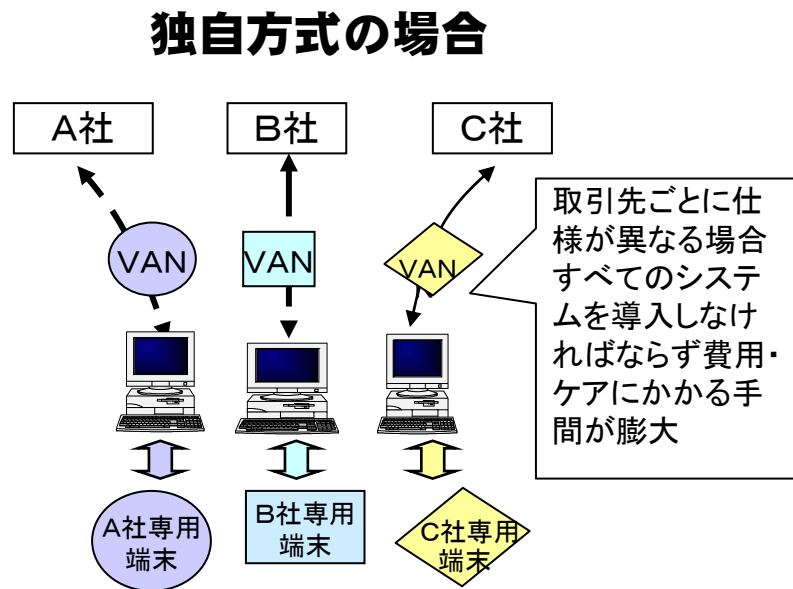 独自方式の場合
A社
B社
C社
VAN
VAN
VAN
取引先ごとに仕
様が異なる場合
すべてのシステ
ムを導入しなけ
ればならず費用・
ケアにかかる手
間が膨大
A社専用
端末
B社専用
端末
C社専用
端末